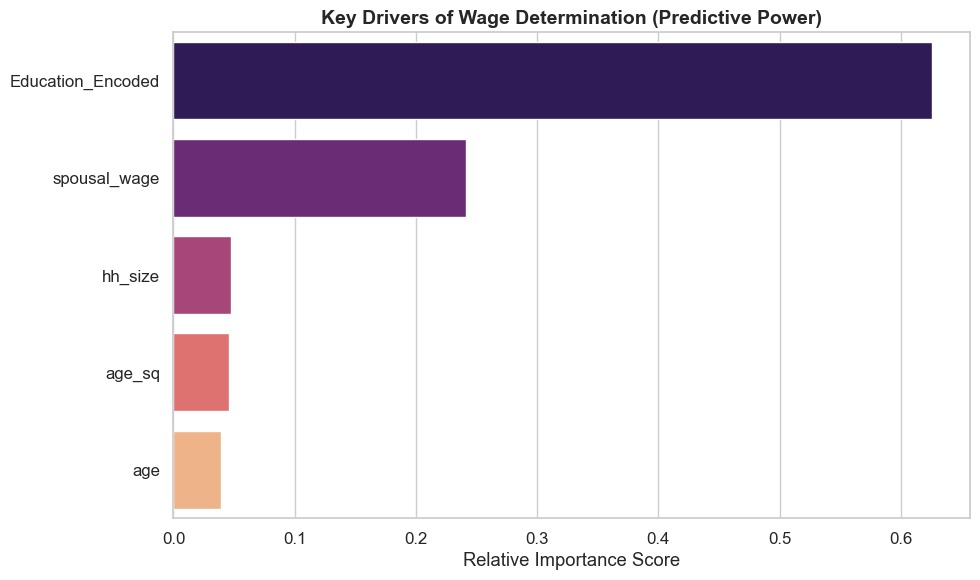 Key Drivers of Wage Determination (Predictive Power)
Education_Encoded
spousal_wage
hh_size
age_sq
age
0.0 0.1 0.2 0.3 0.4 0.5 0.6
Relative Importance Score